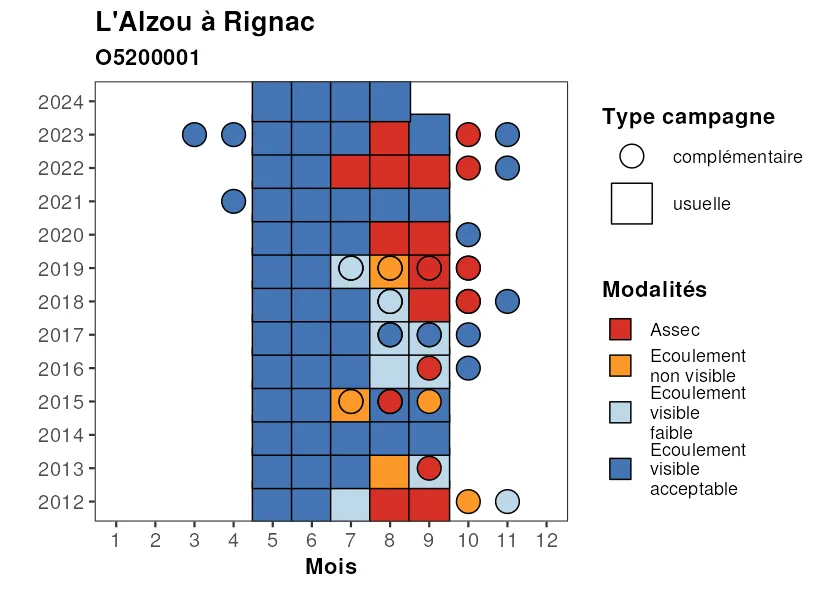 L'Alzou à Rignac
O5200001
2024
2023
2022
2021
2020
2019
2018
2017
2016
2015
2014
2013
2012
1 2 3 4 5 6 7 8 9 10 11 12
Mois
Type campagne
complémentaire
usuelle
Modalités
Assec
Ecoulement
non visible
Ecoulement
visible
faible
Ecoulement
visible
acceptable